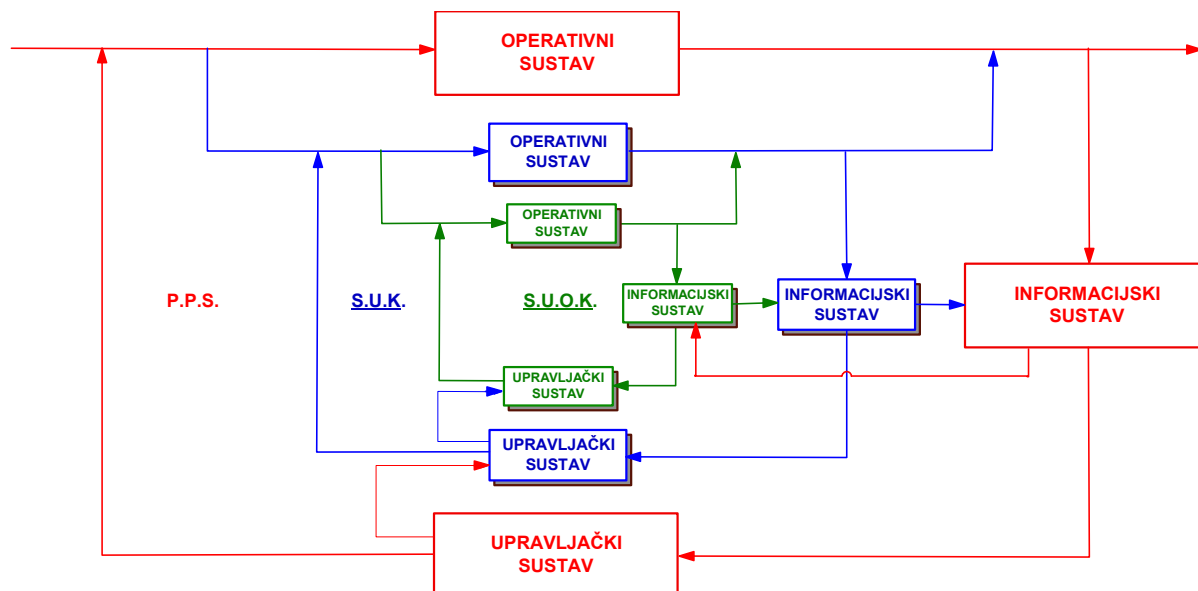 OPERATIVNI
SUSTAV
OPERATIVNI
SUSTAV
OPERATIVNI
SUSTAV
P.P.S.
S.U.K.
S.U.O.K.
INFORMACIJSKI
SUSTAV
INFORMACIJSKI
SUSTAV
INFORMACIJSKI
SUSTAV
UPRAVLJAČKI
SUSTAV
UPRAVLJAČKI
SUSTAV
UPRAVLJAČKI
SUSTAV